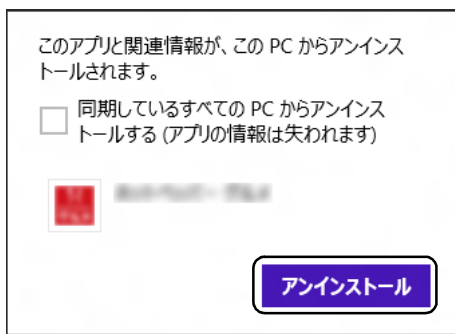 このアプリと関連情報が、この PC からアンインス
トールされます。
同期しているすべての PC からアンインス
トールする (アプリの情報は失われます)
アンインストール